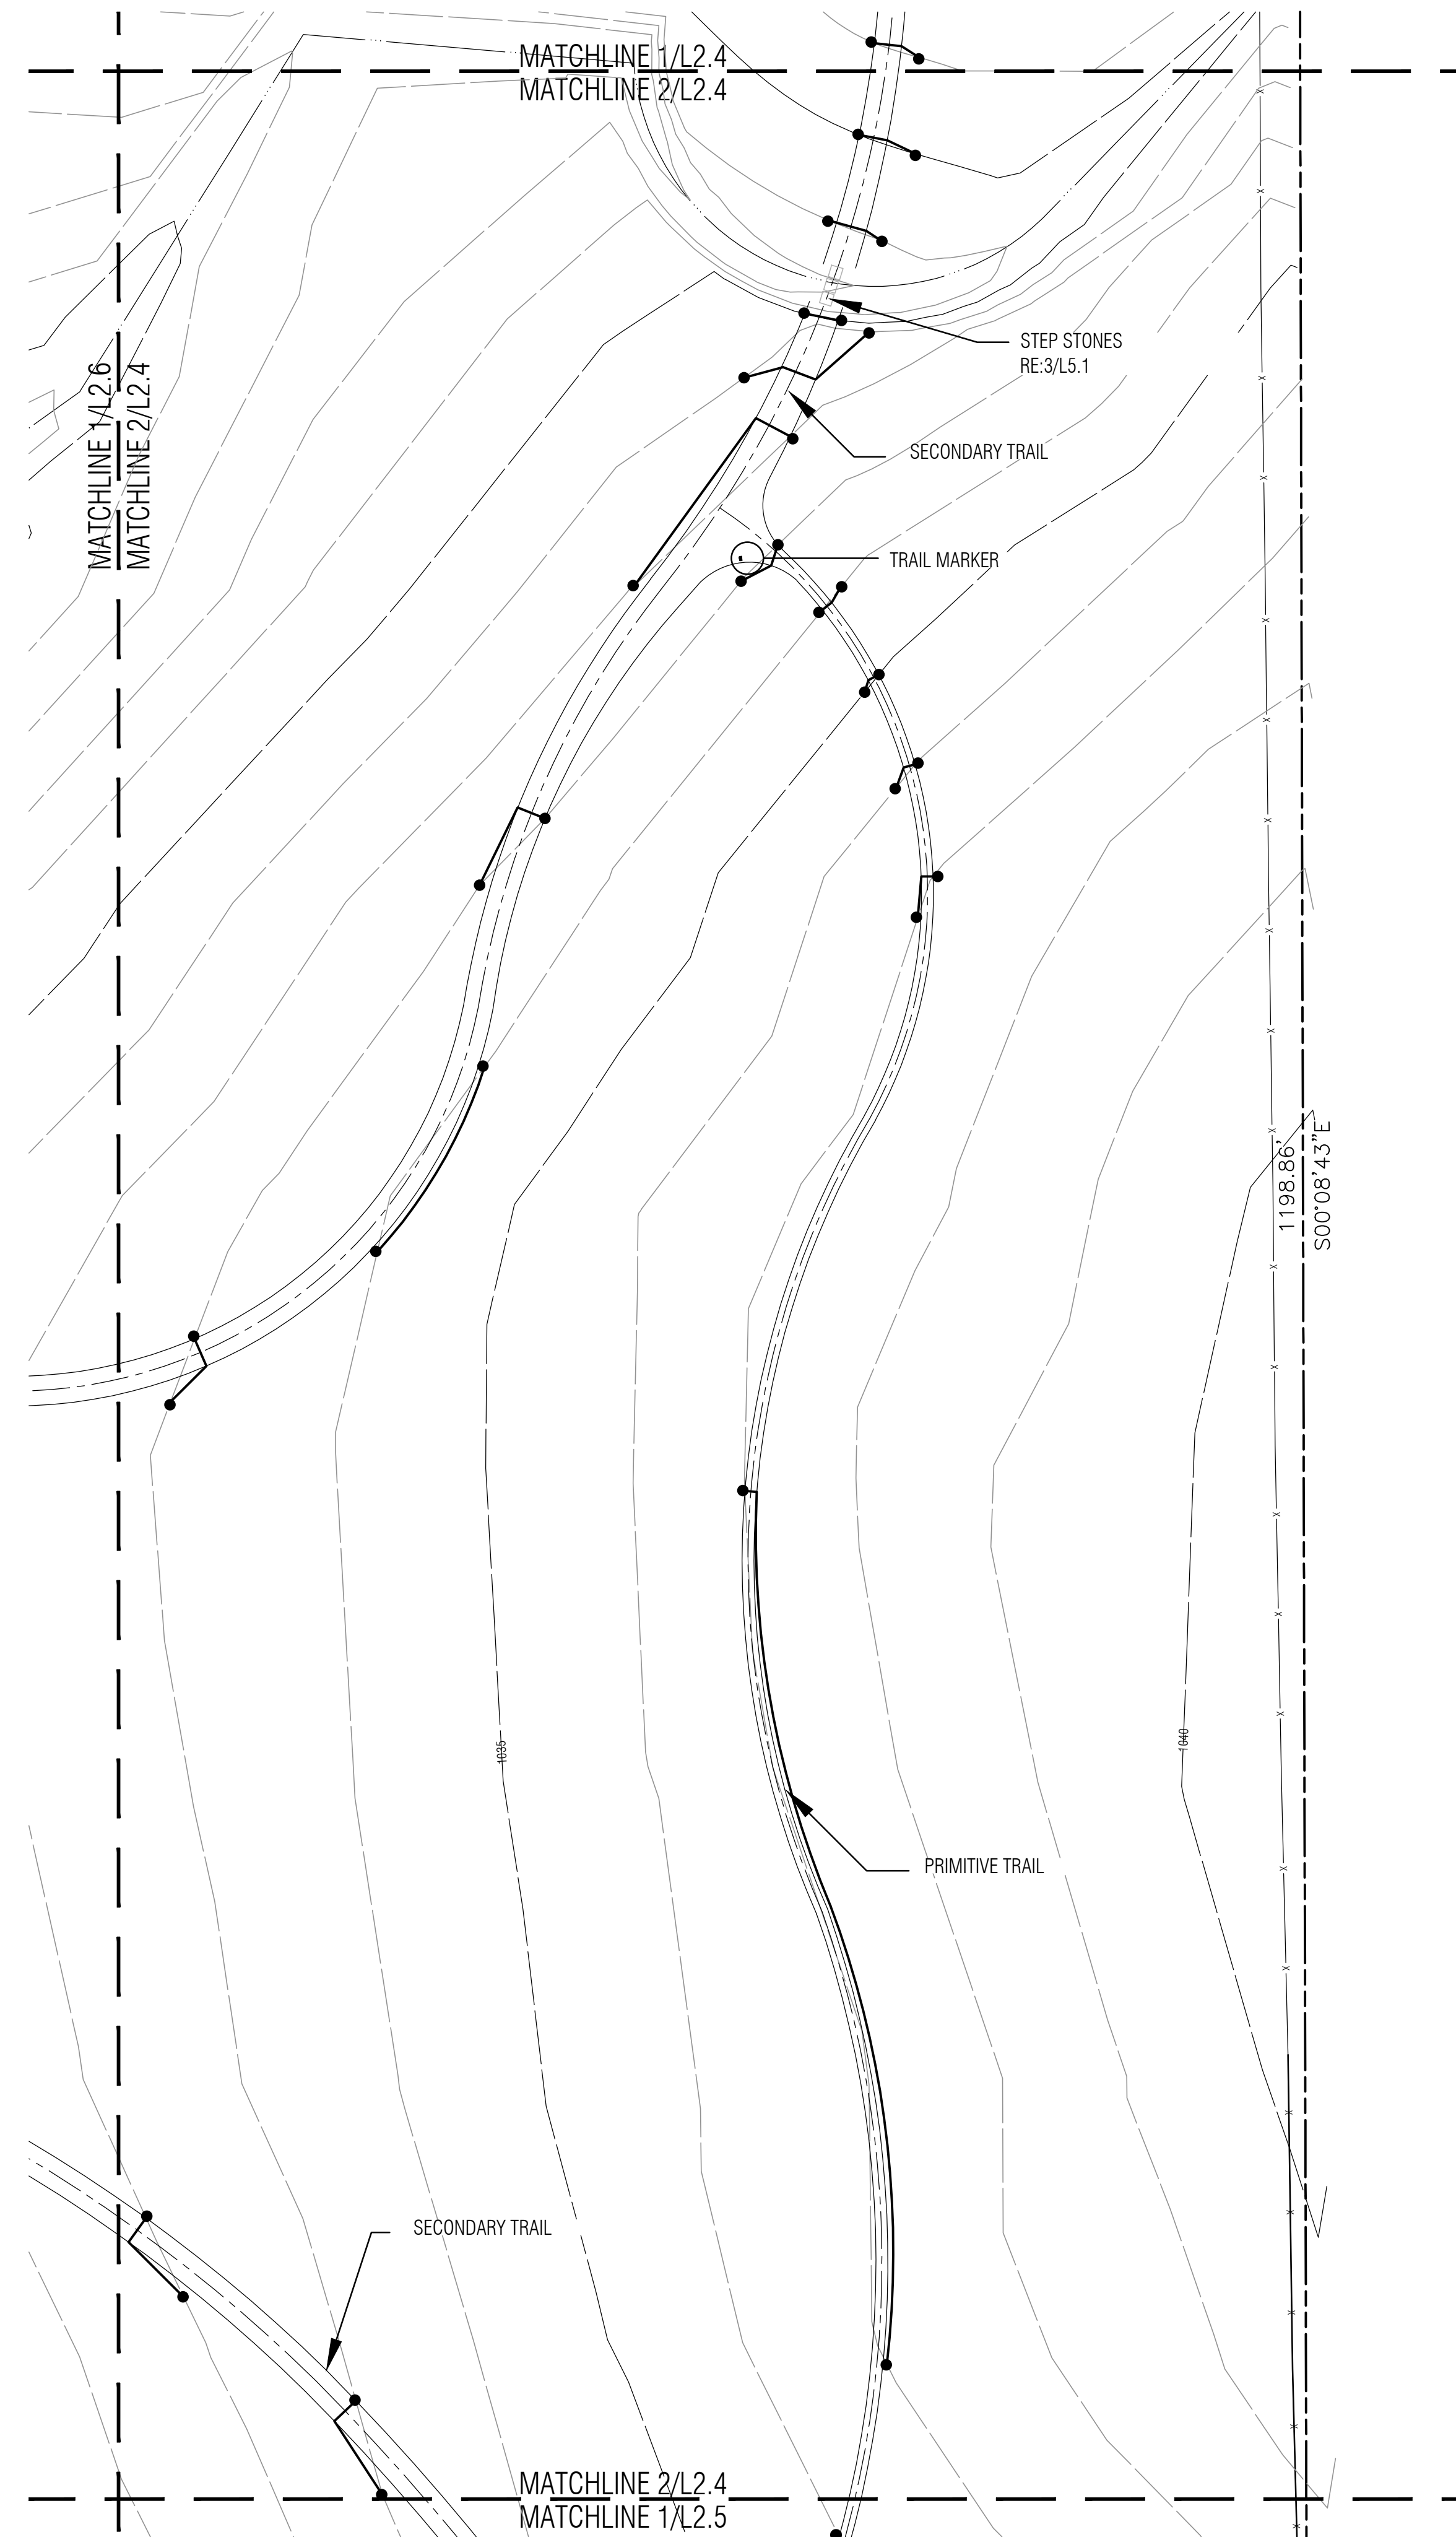 MATCHLINE 1/L2.4
MATCHLINE 2/L2.4
STEP STONES
RE:3/L5.1
MATCHLINE 1/L2.6
MATCHLINE 2/L2.4
SECONDARY TRAIL
TRAIL MARKER
1198.86'
S00°08'43"E
1035
1040
PRIMITIVE TRAIL
SECONDARY TRAIL
MATCHLINE 2/L2.4
MATCHLINE 1/L2.5